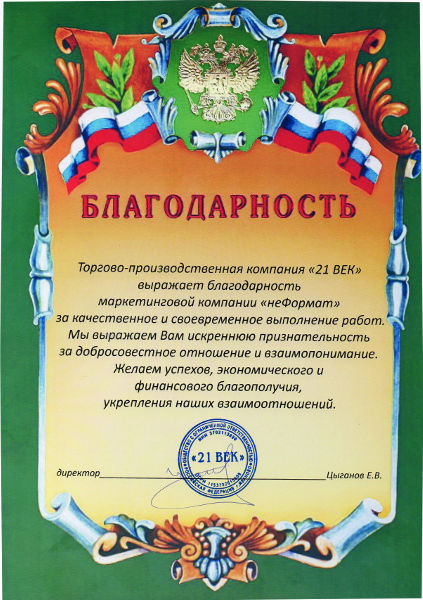 БЛАГОДАРНОСТЬ
Торгово-производственная компания «21 ВЕК»
выражает благодарность
маркетинговой компании «неФормат»
за качественное и своевременное выполнение работ.
Мы выражаем Вам искреннюю признательность
за добросовестное отношение и взаимопонимание.
Желаем успехов, экономического и
финансового благополучия,
укрепления наших взаимоотношений.
«21 ВЕК»
директор Цыганов Е.В.